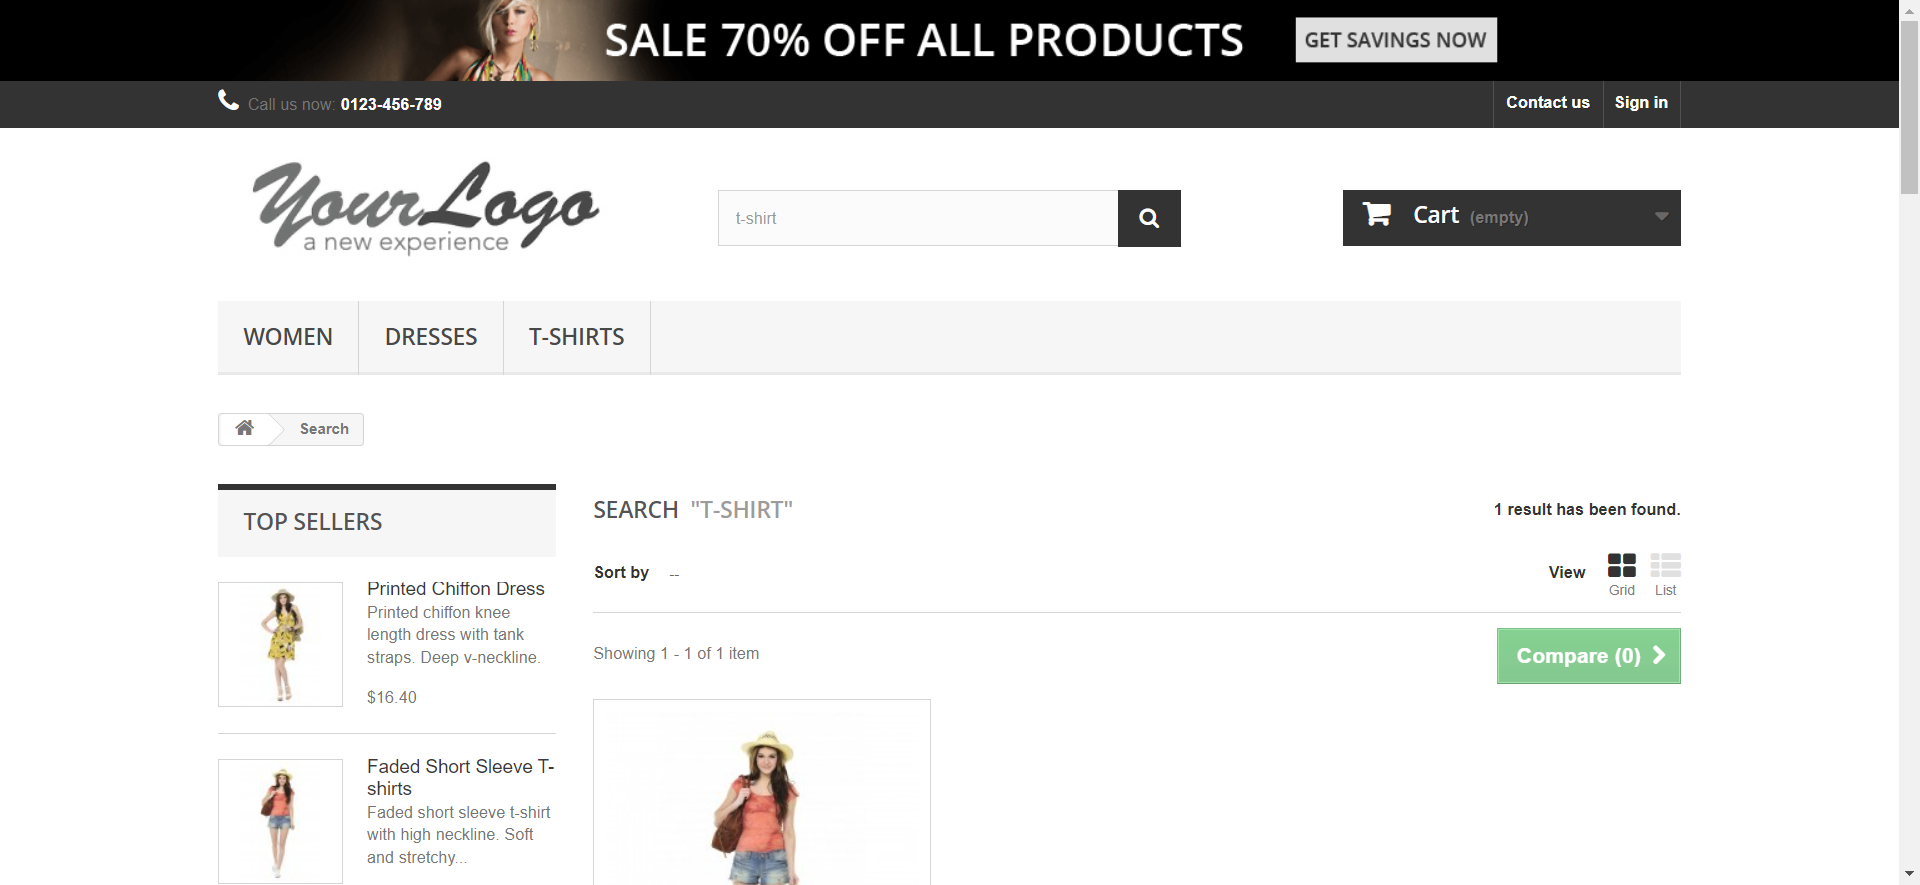 SALE 70% OFF ALL PRODUCTS
GET SAVINGS NOW
Call us now: 0123-456-789
Contact us
Sign in
YourLogo
a new experience
t-shirt
Cart (empty)
WOMEN
DRESSES
T-SHIRTS
Search
TOP SELLERS
Printed Chiffon Dress
Printed chiffon knee
length dress with tank
straps. Deep v-neckline.
$16.40
Faded Short Sleeve T-
shirts
Faded short sleeve t-shirt
with high neckline. Soft
and stretchy...
SEARCH "T-SHIRT"
1 result has been found.
Sort by --
View
Grid
List
Showing 1 - 1 of 1 item
Compare (0)